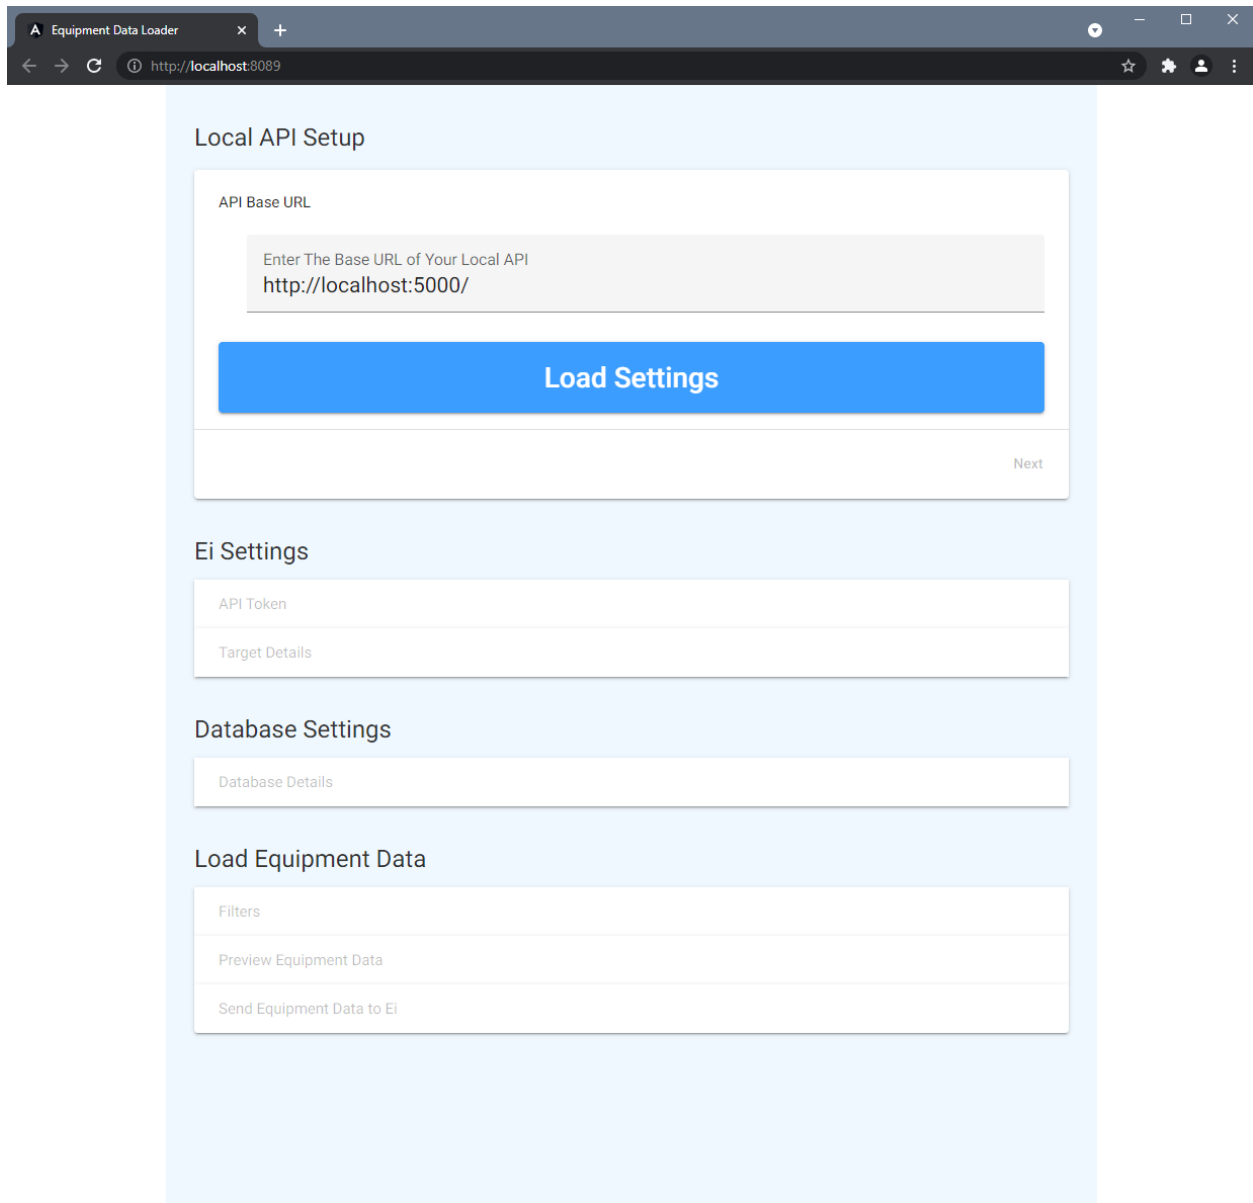 Equipment Data Loader
http://localhost:8089
Local API Setup
API Base URL
Enter The Base URL of Your Local API
http://localhost:5000/
Load Settings
Next
Ei Settings
API Token
Target Details
Database Settings
Database Details
Load Equipment Data
Filters
Preview Equipment Data
Send Equipment Data to Ei